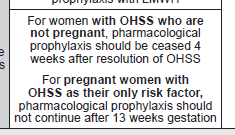 prophylaxis with LMWH
For women with OHSS who are
not pregnant, pharmacological
prophylaxis should be ceased 4
weeks after resolution of OHSS
For pregnant women with
OHSS as their only risk factor,
pharmacological prophylaxis should
not continue after 13 weeks gestation
e
s